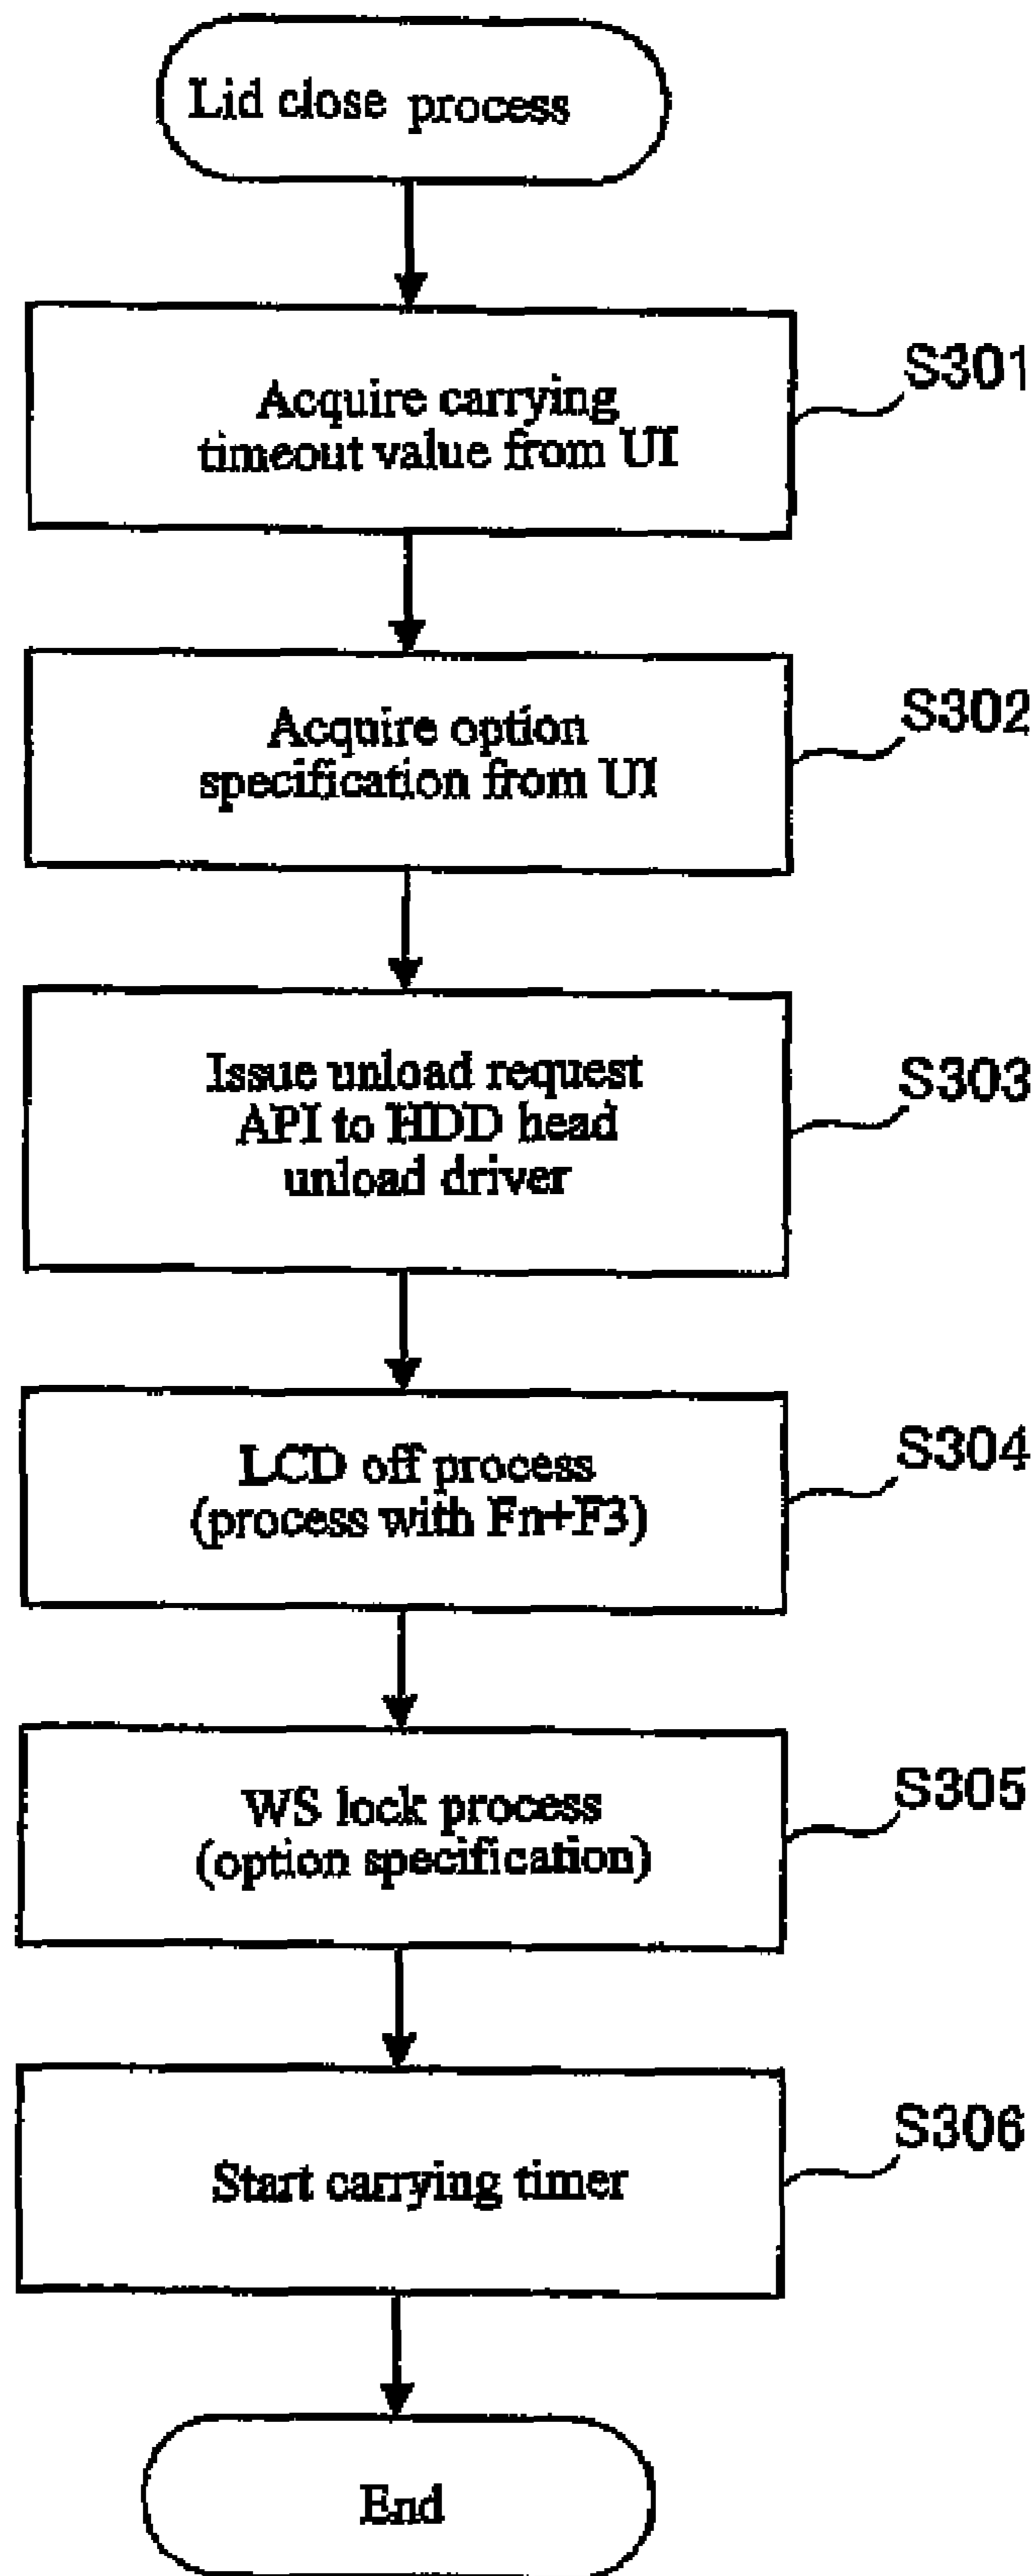 Lid close process
Acquire carrying
timeout value from UI
S301
Acquire option
specification from UI
S302
Issue unload request
API to HDD head
unload driver
S303
LCD off process
(process with Fn+F3)
S304
WS lock process
(option specification)
S305
Start carrying timer
S306
End